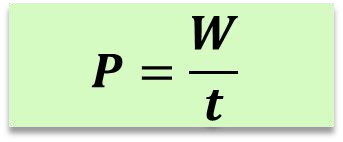 P = W/t